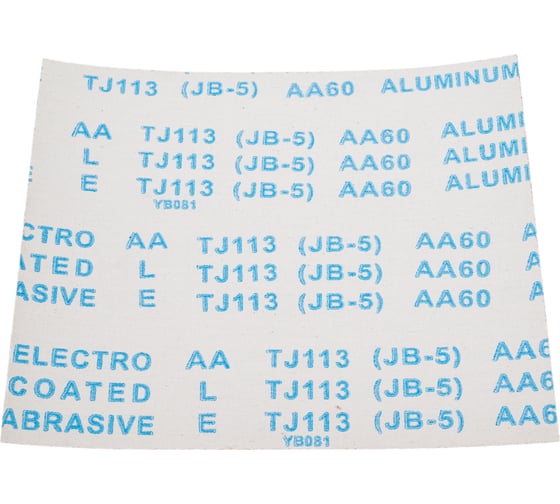 TJ113 (JB-5) AA60 ALUMINUM
AA TJ113 (JB-5) AA60 ALUMI
L TJ113 (JB-5) AA60 ALUMI
E TJ113 (JB-5) AA60 ALUMI
YB081
CTRO AA TJ113 (JB-5) AA60 A
ATED L TJ113 (JB-5) AA60
ASIVE E TJ113 (JB-5) AA60
ELECTRO AA TJ113 (JB-5) AA6
COATED L TJ113 (JB-5) AA6
ABRASIVE E TJ113 (JB-5) AA6
YB081